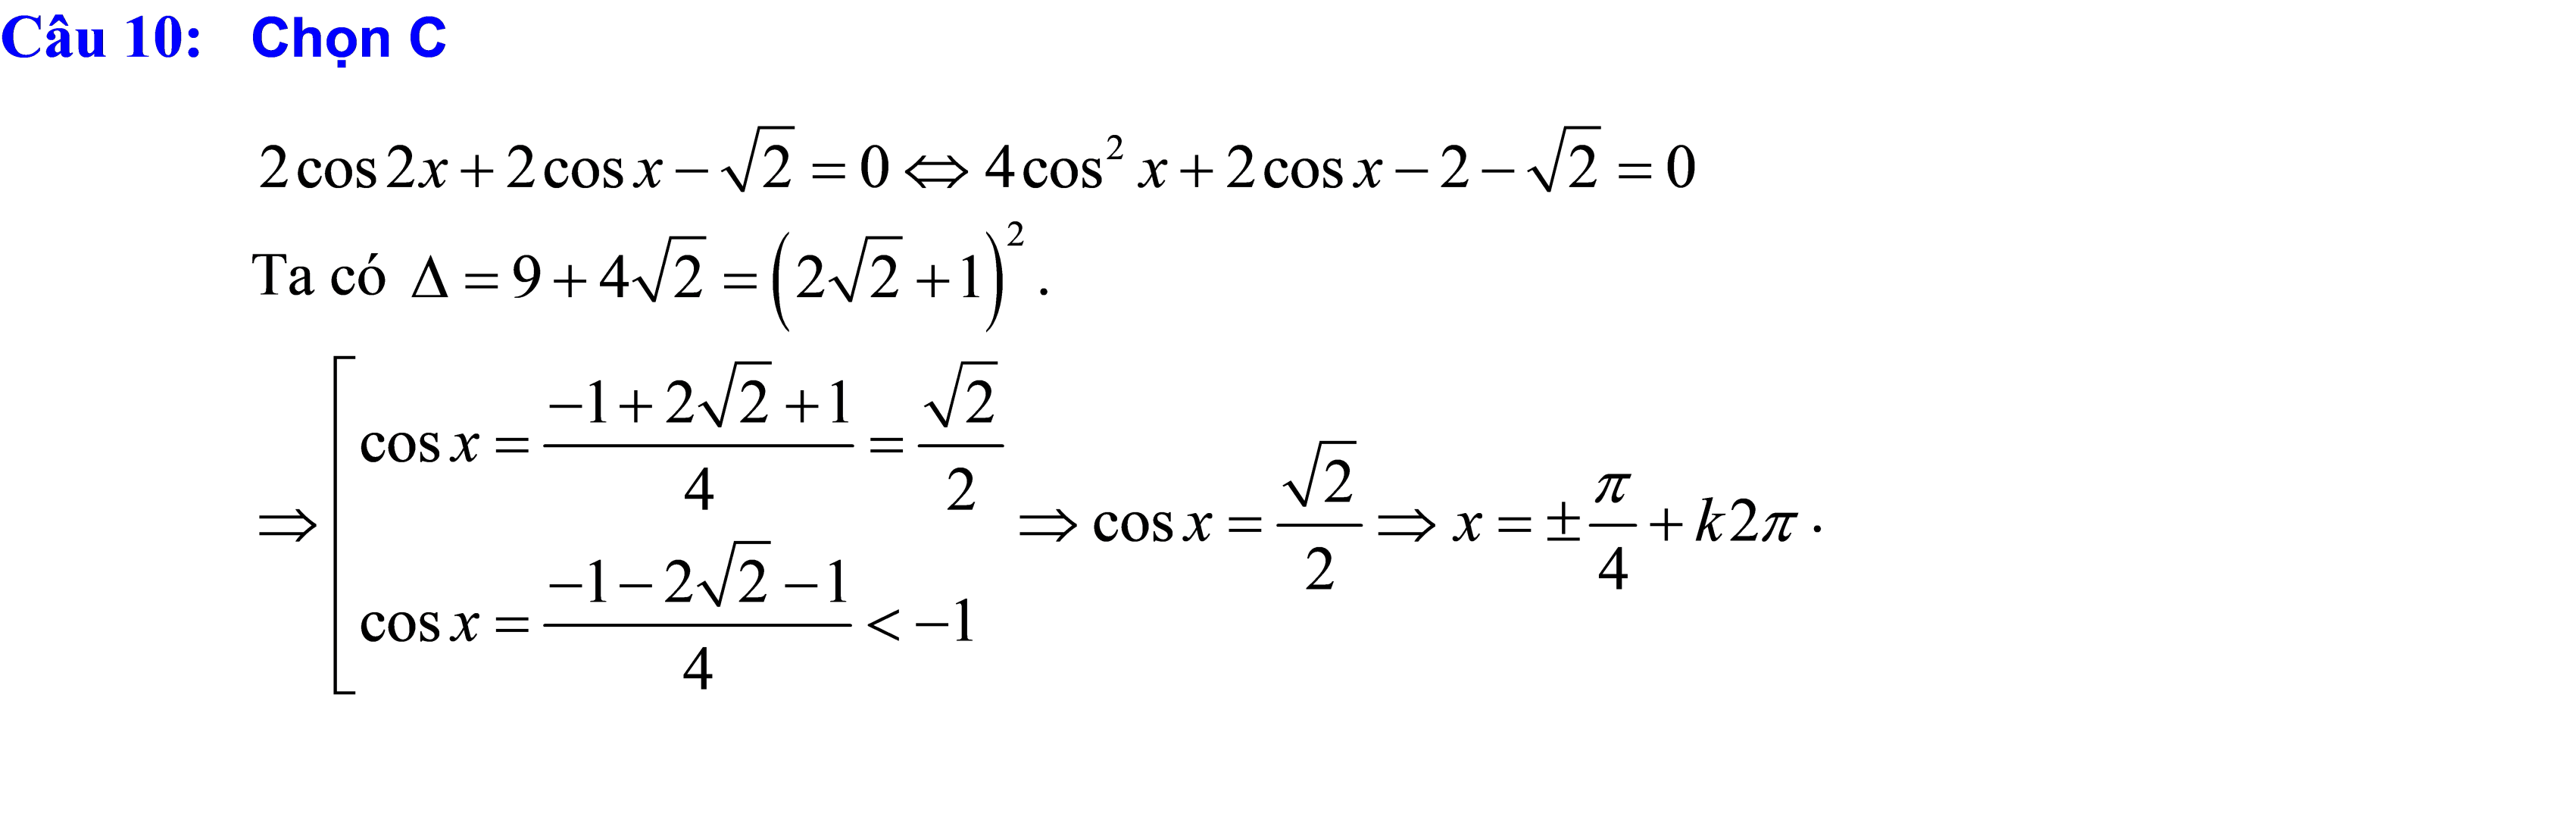 Câu 10: Chọn C
2cos2x + 2cosx − √2 = 0 ⇔ 4cos² x + 2cosx − 2 − √2 = 0
Ta có Δ = 9 + 4√2 = (2√2 + 1)² .
⇒ [ cosx = (−1 + 2√2 + 1)/4 = √2/2
cosx = (−1 − 2√2 − 1)/4 < −1 ⇒ cosx = √2/2 ⇒ x = ±π/4 + k2π .